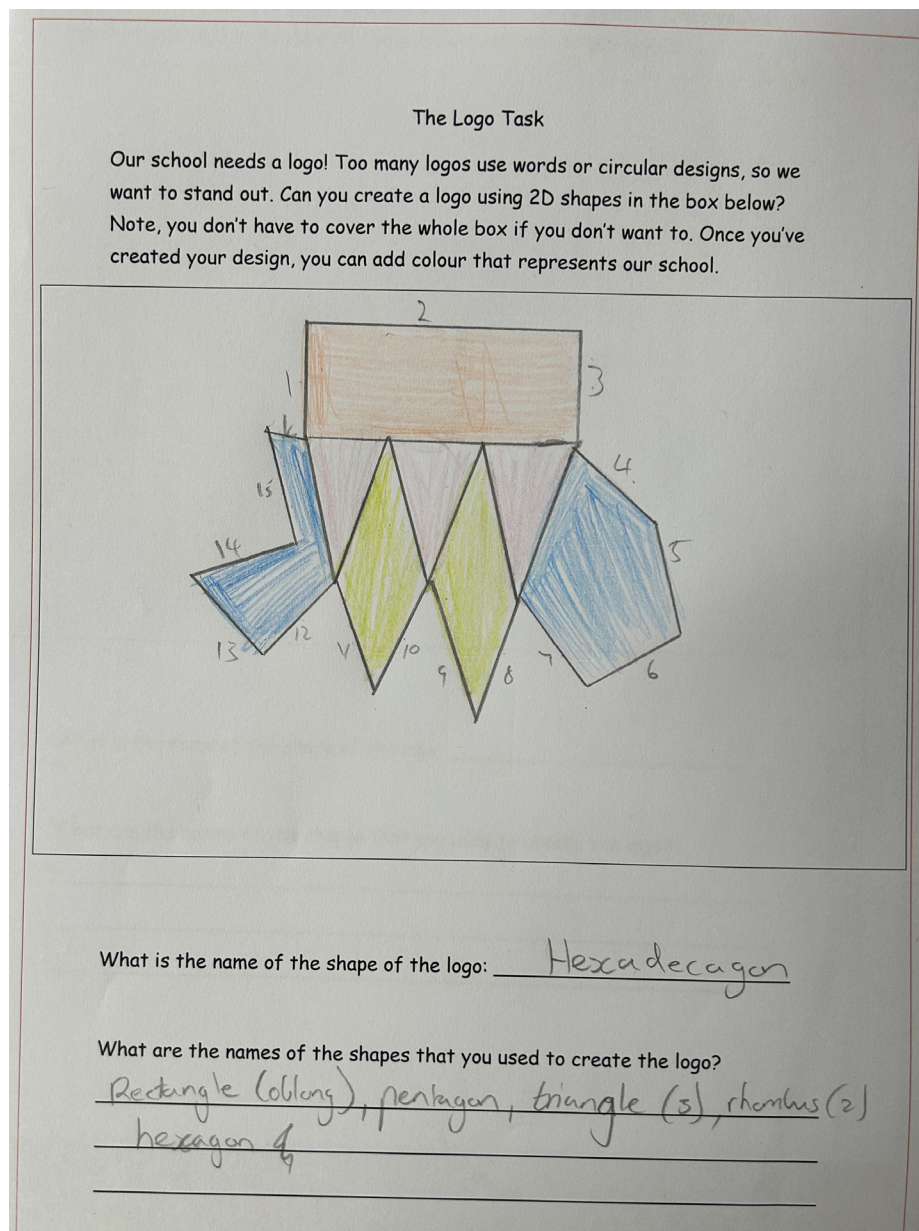 The Logo Task
Our school needs a logo! Too many logos use words or circular designs, so we
want to stand out. Can you create a logo using 2D shapes in the box below?
Note, you don't have to cover the whole box if you don't want to. Once you've
created your design, you can add colour that represents our school.
2
1
3
4
15
14
5
13
12
10
9
8
7
6
What is the name of the shape of the logo: Hexadecagon
What are the names of the shapes that you used to create the logo?
Rectangle (oblong), pentagon, triangle (3), rhombus (2)
hexagon